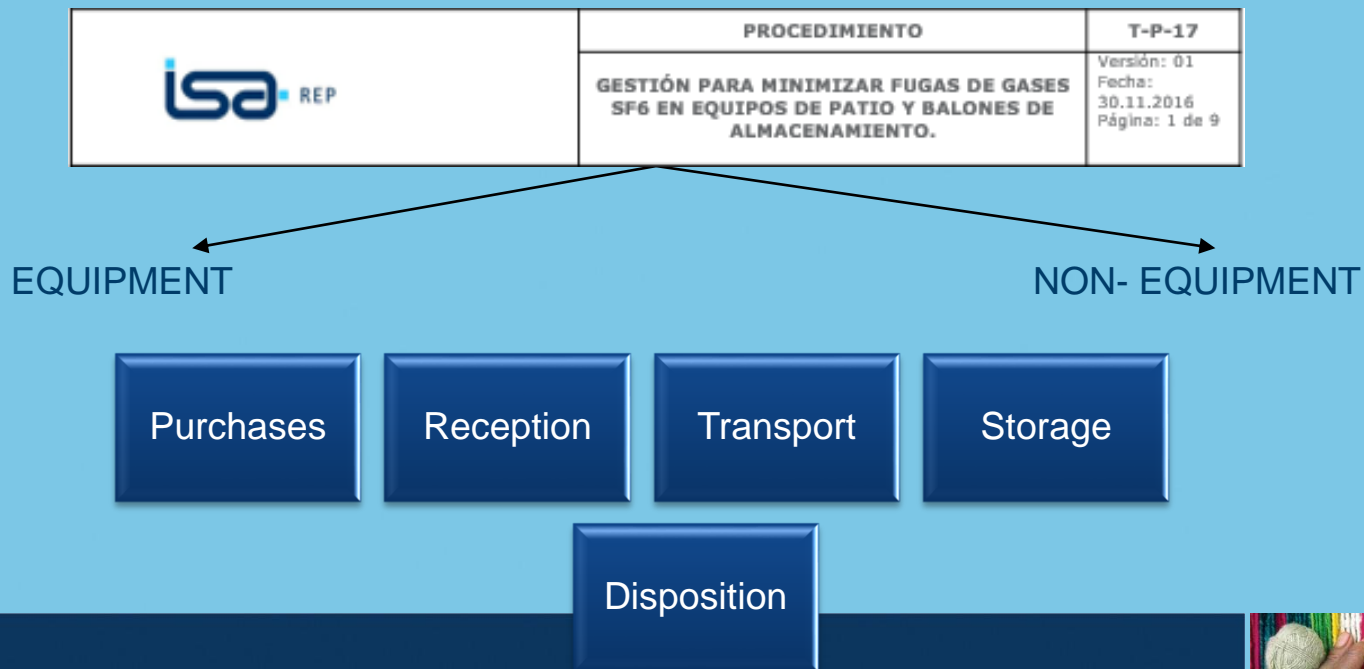 PROCEDIMIENTO
T-P-17
isa REP
GESTIÓN PARA MINIMIZAR FUGAS DE GASES
SF6 EN EQUIPOS DE PATIO Y BALONES DE
ALMACENAMIENTO.
Versión: 01
Fecha:
30.11.2016
Página: 1 de 9
EQUIPMENT
NON- EQUIPMENT
Purchases
Reception
Transport
Storage
Disposition